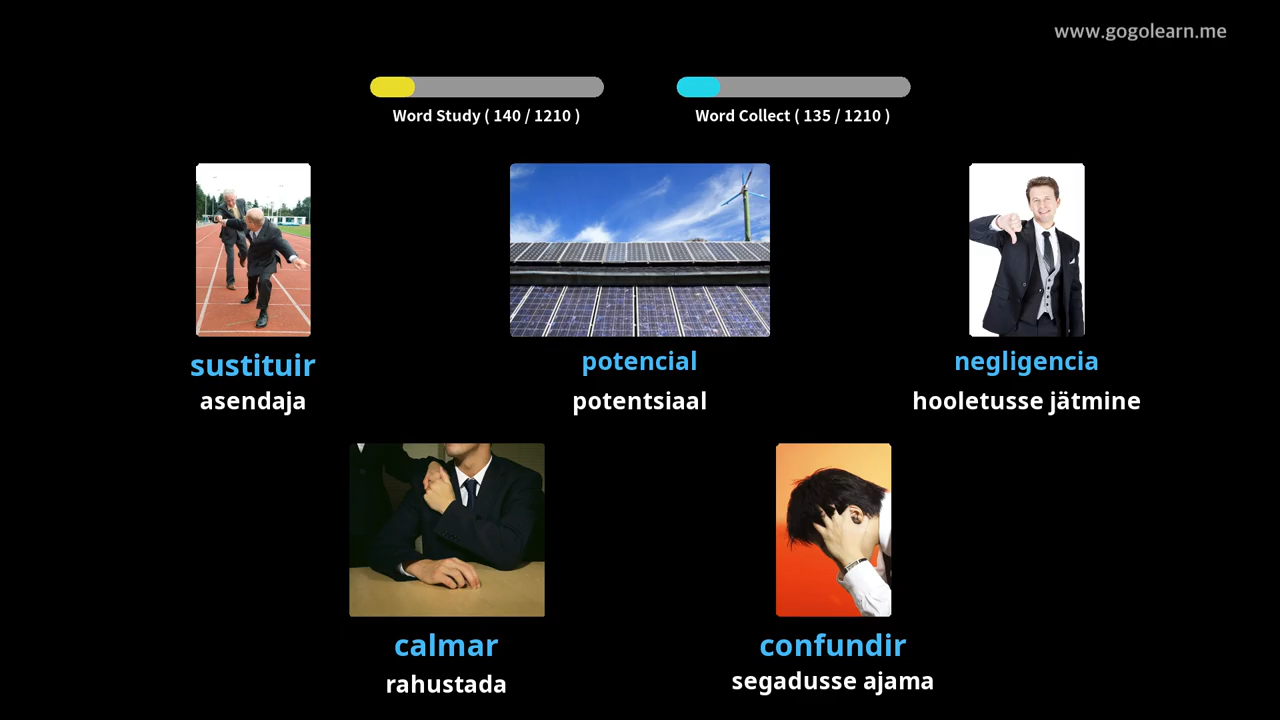 www.gogolearn.me
Word Study ( 140 / 1210 )
Word Collect ( 135 / 1210 )
sustituir
asendaja
potencial
potentsiaal
negligencia
hooletusse jätmine
calmar
rahustada
confundir
segadusse ajama